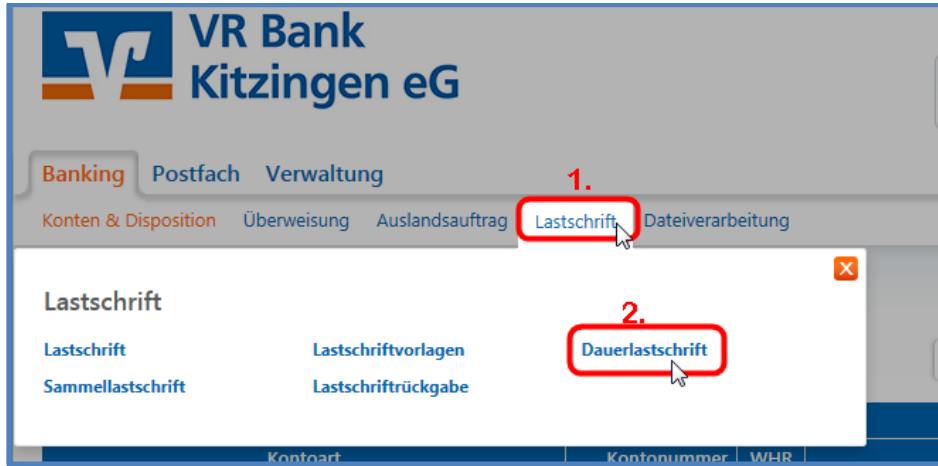 VR Bank
Kitzingen eG
Banking Postfach Verwaltung
1.
Konten & Disposition Überweisung Auslandsauftrag Lastschrift Dateiverarbeitung
X
Lastschrift
2.
Lastschrift Lastschriftvorlagen Dauerlastschrift
Sammellastschrift Lastschriftrückgabe
Kontoart Kontonummer WHR